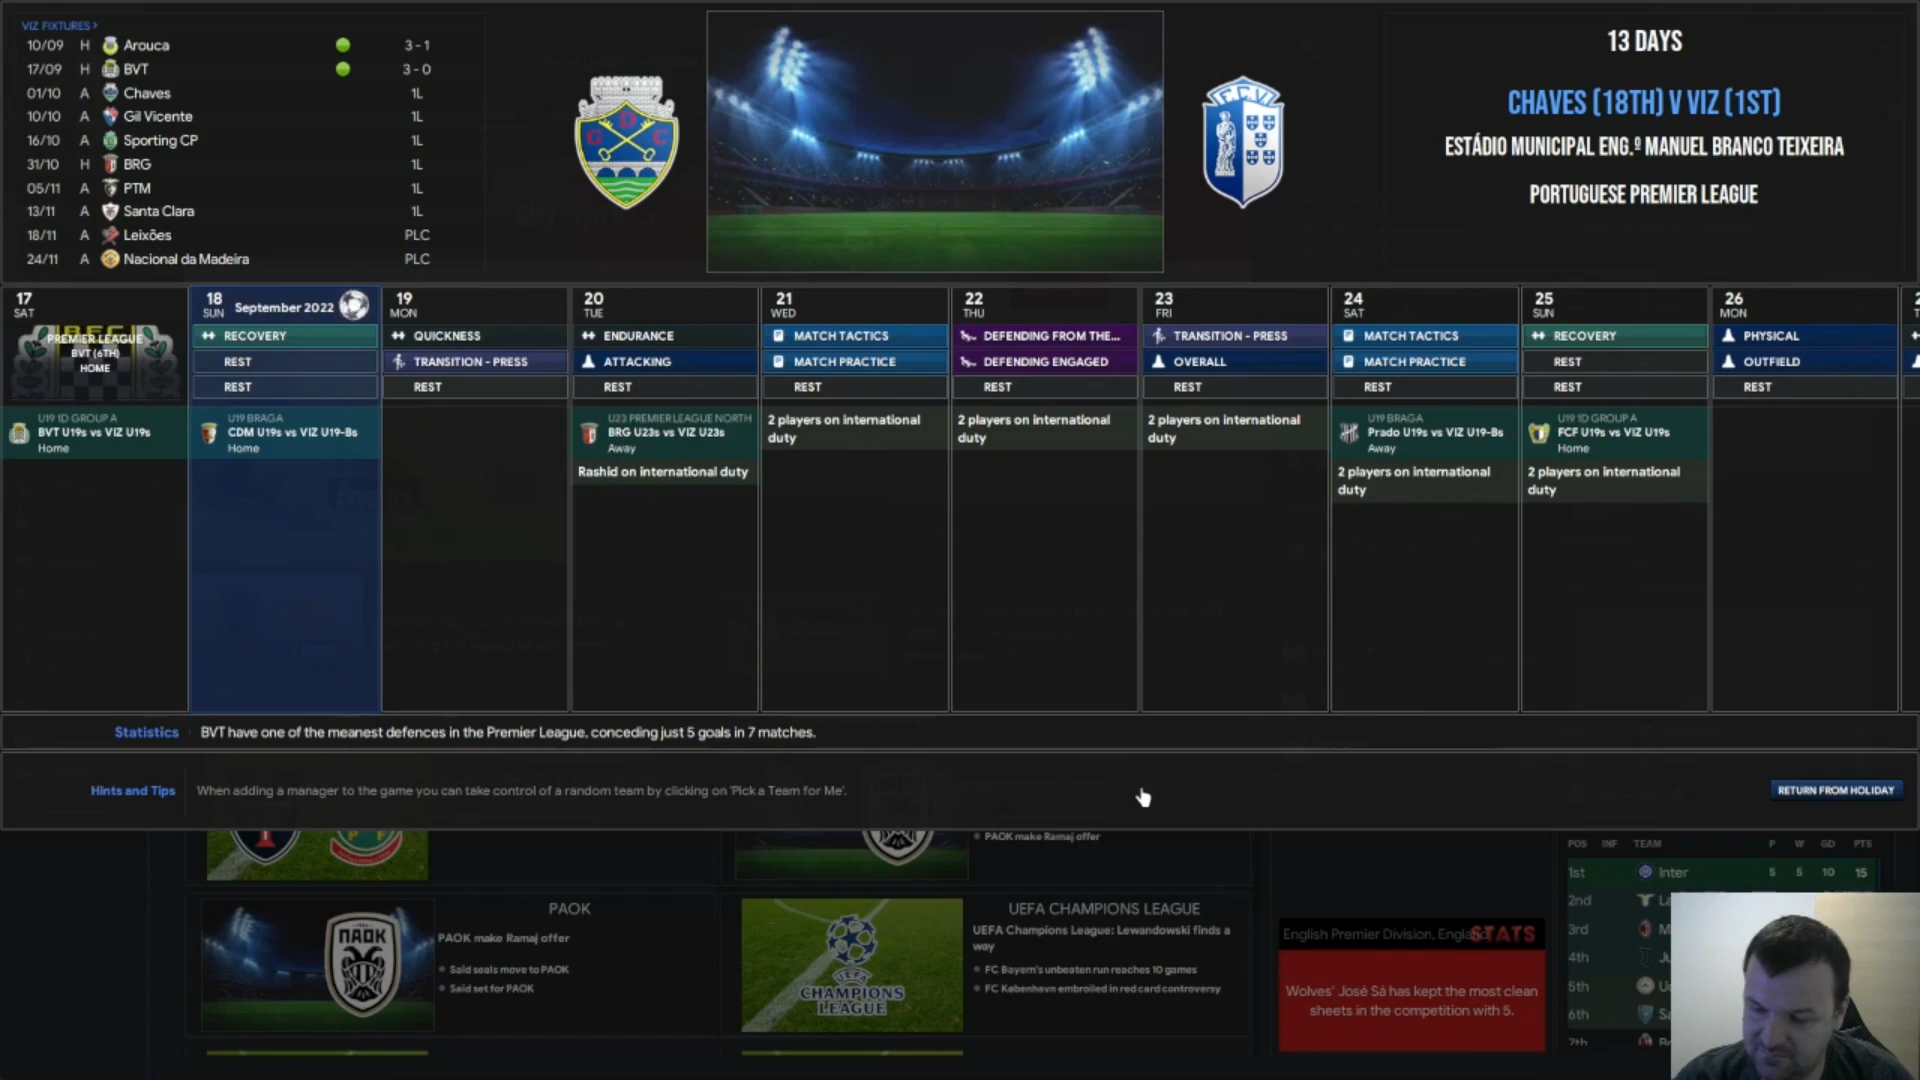 VIZ FIXTURES >
10/09 H Arouca 3 - 1
17/09 H BVT 3 - 0
01/10 A Chaves 1L
10/10 A Gil Vicente 1L
16/10 A Sporting CP 1L
31/10 H BRG 1L
05/11 A PTM 1L
13/11 A Santa Clara 1L
18/11 A Leixões PLC
24/11 A Nacional da Madeira PLC
13 DAYS
CHAVES (18TH) V VIZ (1ST)
ESTÁDIO MUNICIPAL ENG.º MANUEL BRANCO TEIXEIRA
PORTUGUESE PREMIER LEAGUE
17
SAT
PREMIER LEAGUE
BVT (6TH)
HOME
U19 1D GROUP A
BVT U19s vs VIZ U19s
Home
18
SUN
September 2022
RECOVERY
REST
REST
U19 BRAGA
CDM U19s vs VIZ U19-Bs
Home
19
MON
QUICKNESS
TRANSITION - PRESS
REST
20
TUE
ENDURANCE
ATTACKING
REST
U23 PREMIER LEAGUE NORTH
BRG U23s vs VIZ U23s
Away
Rashid on international duty
21
WED
MATCH TACTICS
MATCH PRACTICE
REST
2 players on international
duty
22
THU
DEFENDING FROM THE...
DEFENDING ENGAGED
REST
2 players on international
duty
23
FRI
TRANSITION - PRESS
OVERALL
REST
2 players on international
duty
24
SAT
MATCH TACTICS
MATCH PRACTICE
REST
U19 BRAGA
Prado U19s vs VIZ U19-Bs
Away
2 players on international
duty
25
SUN
RECOVERY
REST
REST
U19 1D GROUP A
FCF U19s vs VIZ U19s
Home
2 players on international
duty
26
MON
PHYSICAL
OUTFIELD
REST
Statistics BVT have one of the meanest defences in the Premier League, conceding just 5 goals in 7 matches.
Hints and Tips When adding a manager to the game you can take control of a random team by clicking on 'Pick a Team for Me'.
RETURN FROM HOLIDAY
PAOK make Ramaj offer
PAOK
PAOK make Ramaj offer
Said seals move to PAOK
Said set for PAOK
ΠΑΟΚ
UEFA CHAMPIONS LEAGUE
UEFA Champions League: Lewandowski finds a
way
FC Bayern's unbeaten run reaches 10 games
FC København embroiled in red card controversy
UEFA
CHAMPIONS
LEAGUE
English Premier Division, England
STATS
Wolves' José Sá has kept the most clean
sheets in the competition with 5.
POS INF TEAM P W GD PTS
1st Inter 5 5 10 15
2nd
3rd
4th
5th
6th
7th